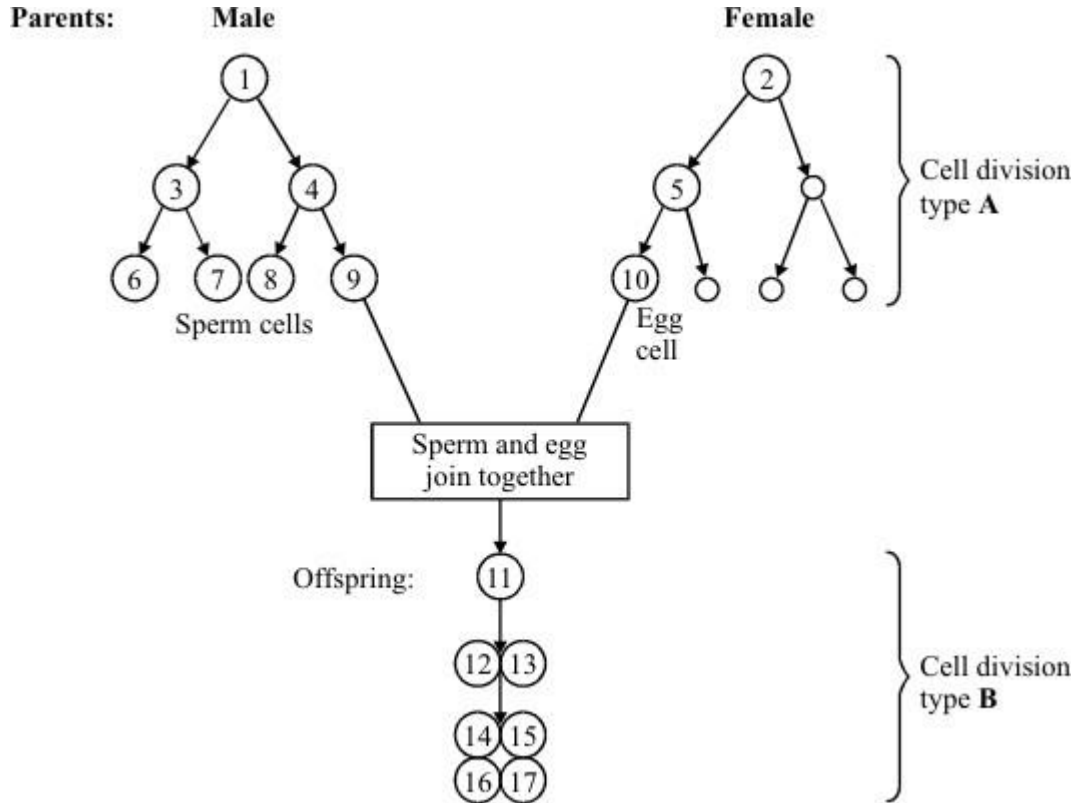 Parents: Male Female
1 2
3 4 5
Cell division
type A
6 7 8 9 10
Sperm cells
Egg
cell
Sperm and egg
join together
Offspring: 11
12 13
Cell division
type B
14 15
16 17